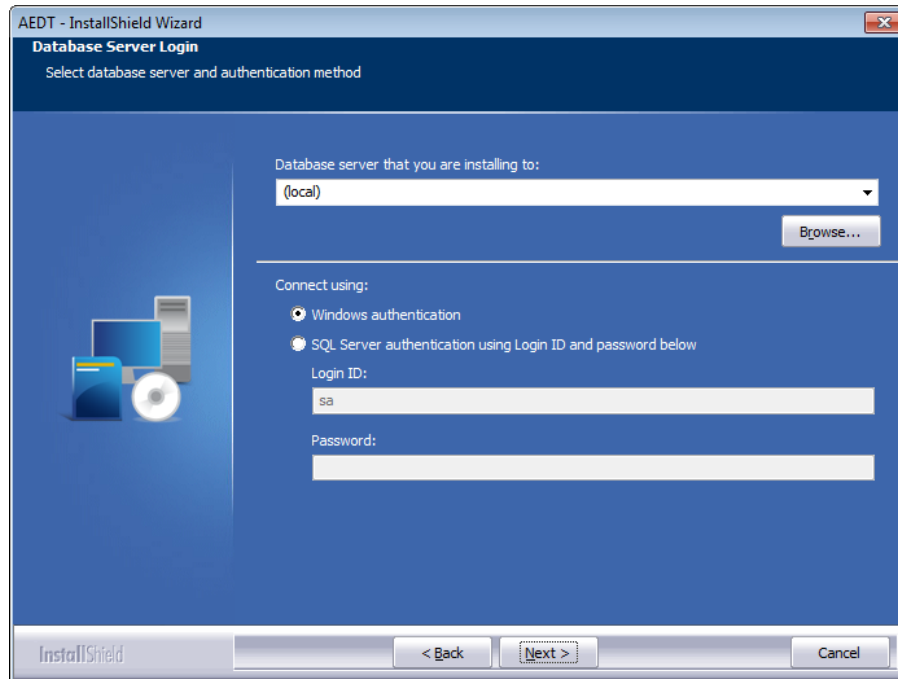 AEDT - InstallShield Wizard
Database Server Login
Select database server and authentication method
Database server that you are installing to:
(local)
Browse...
Connect using:
Windows authentication
SQL Server authentication using Login ID and password below
Login ID:
sa
Password:
InstallShield
< Back
Next >
Cancel